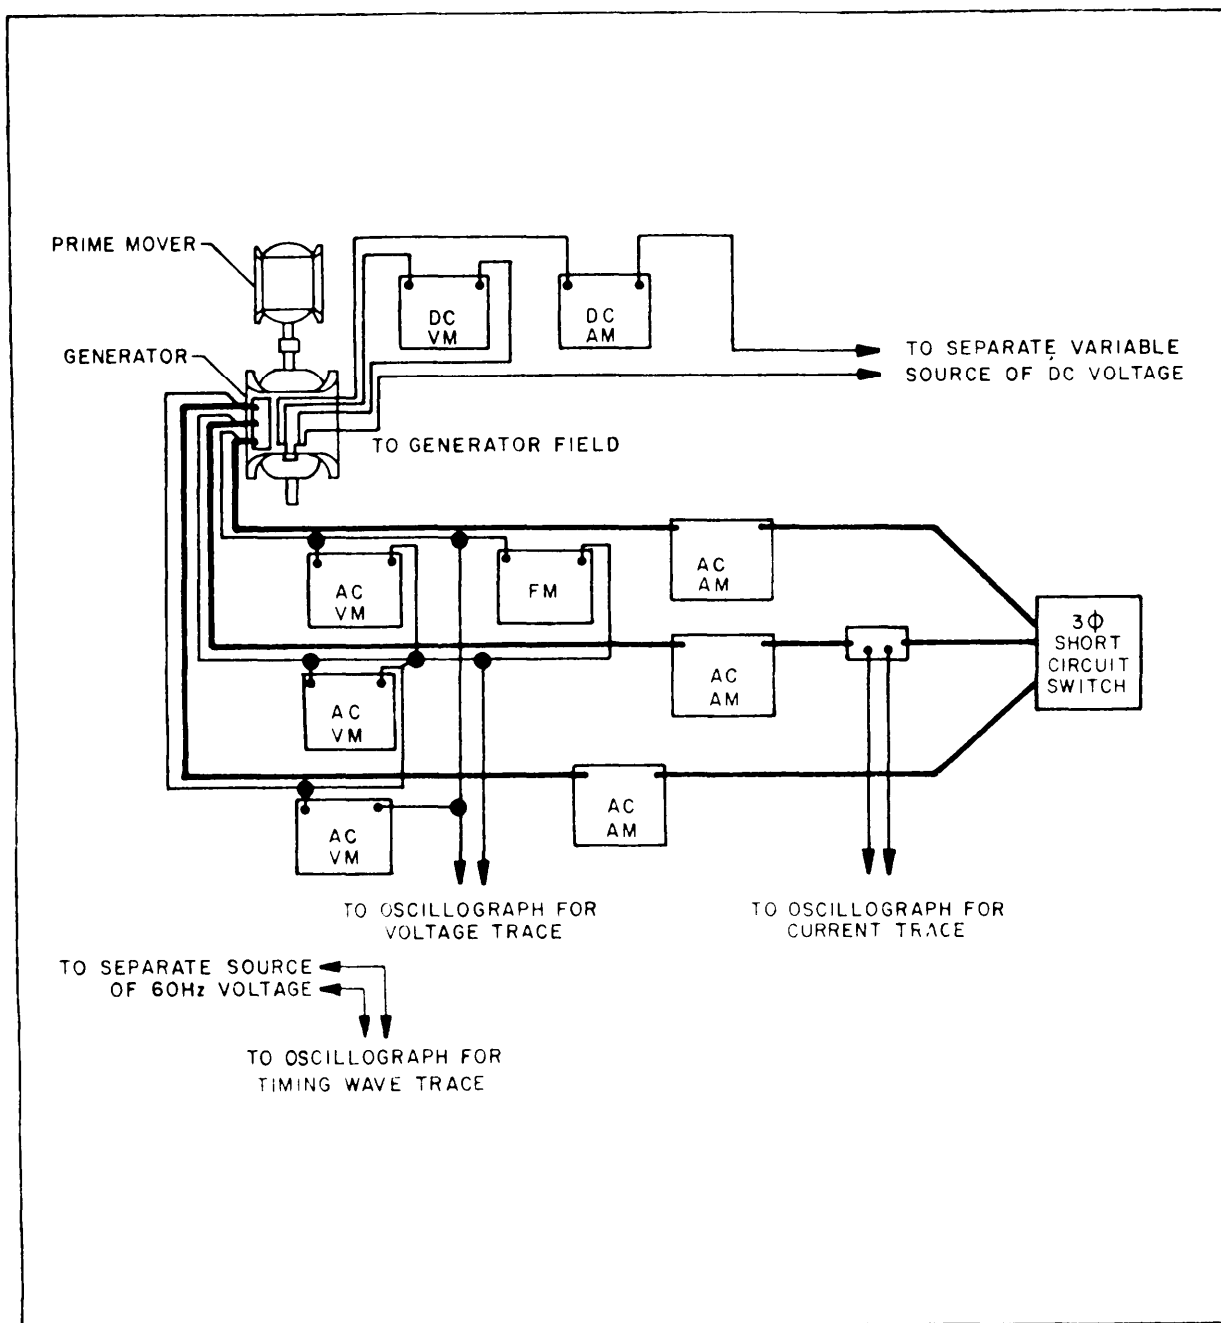 PRIME MOVER
DC
VM
DC
AM
GENERATOR
TO SEPARATE VARIABLE
SOURCE OF DC VOLTAGE
TO GENERATOR FIELD
AC
VM
FM
AC
AM
3Φ
SHORT
CIRCUIT
SWITCH
AC
VM
AC
AM
AC
VM
AC
AM
TO OSCILLOGRAPH FOR
VOLTAGE TRACE
TO OSCILLOGRAPH FOR
CURRENT TRACE
TO SEPARATE SOURCE
OF 60Hz VOLTAGE
TO OSCILLOGRAPH FOR
TIMING WAVE TRACE